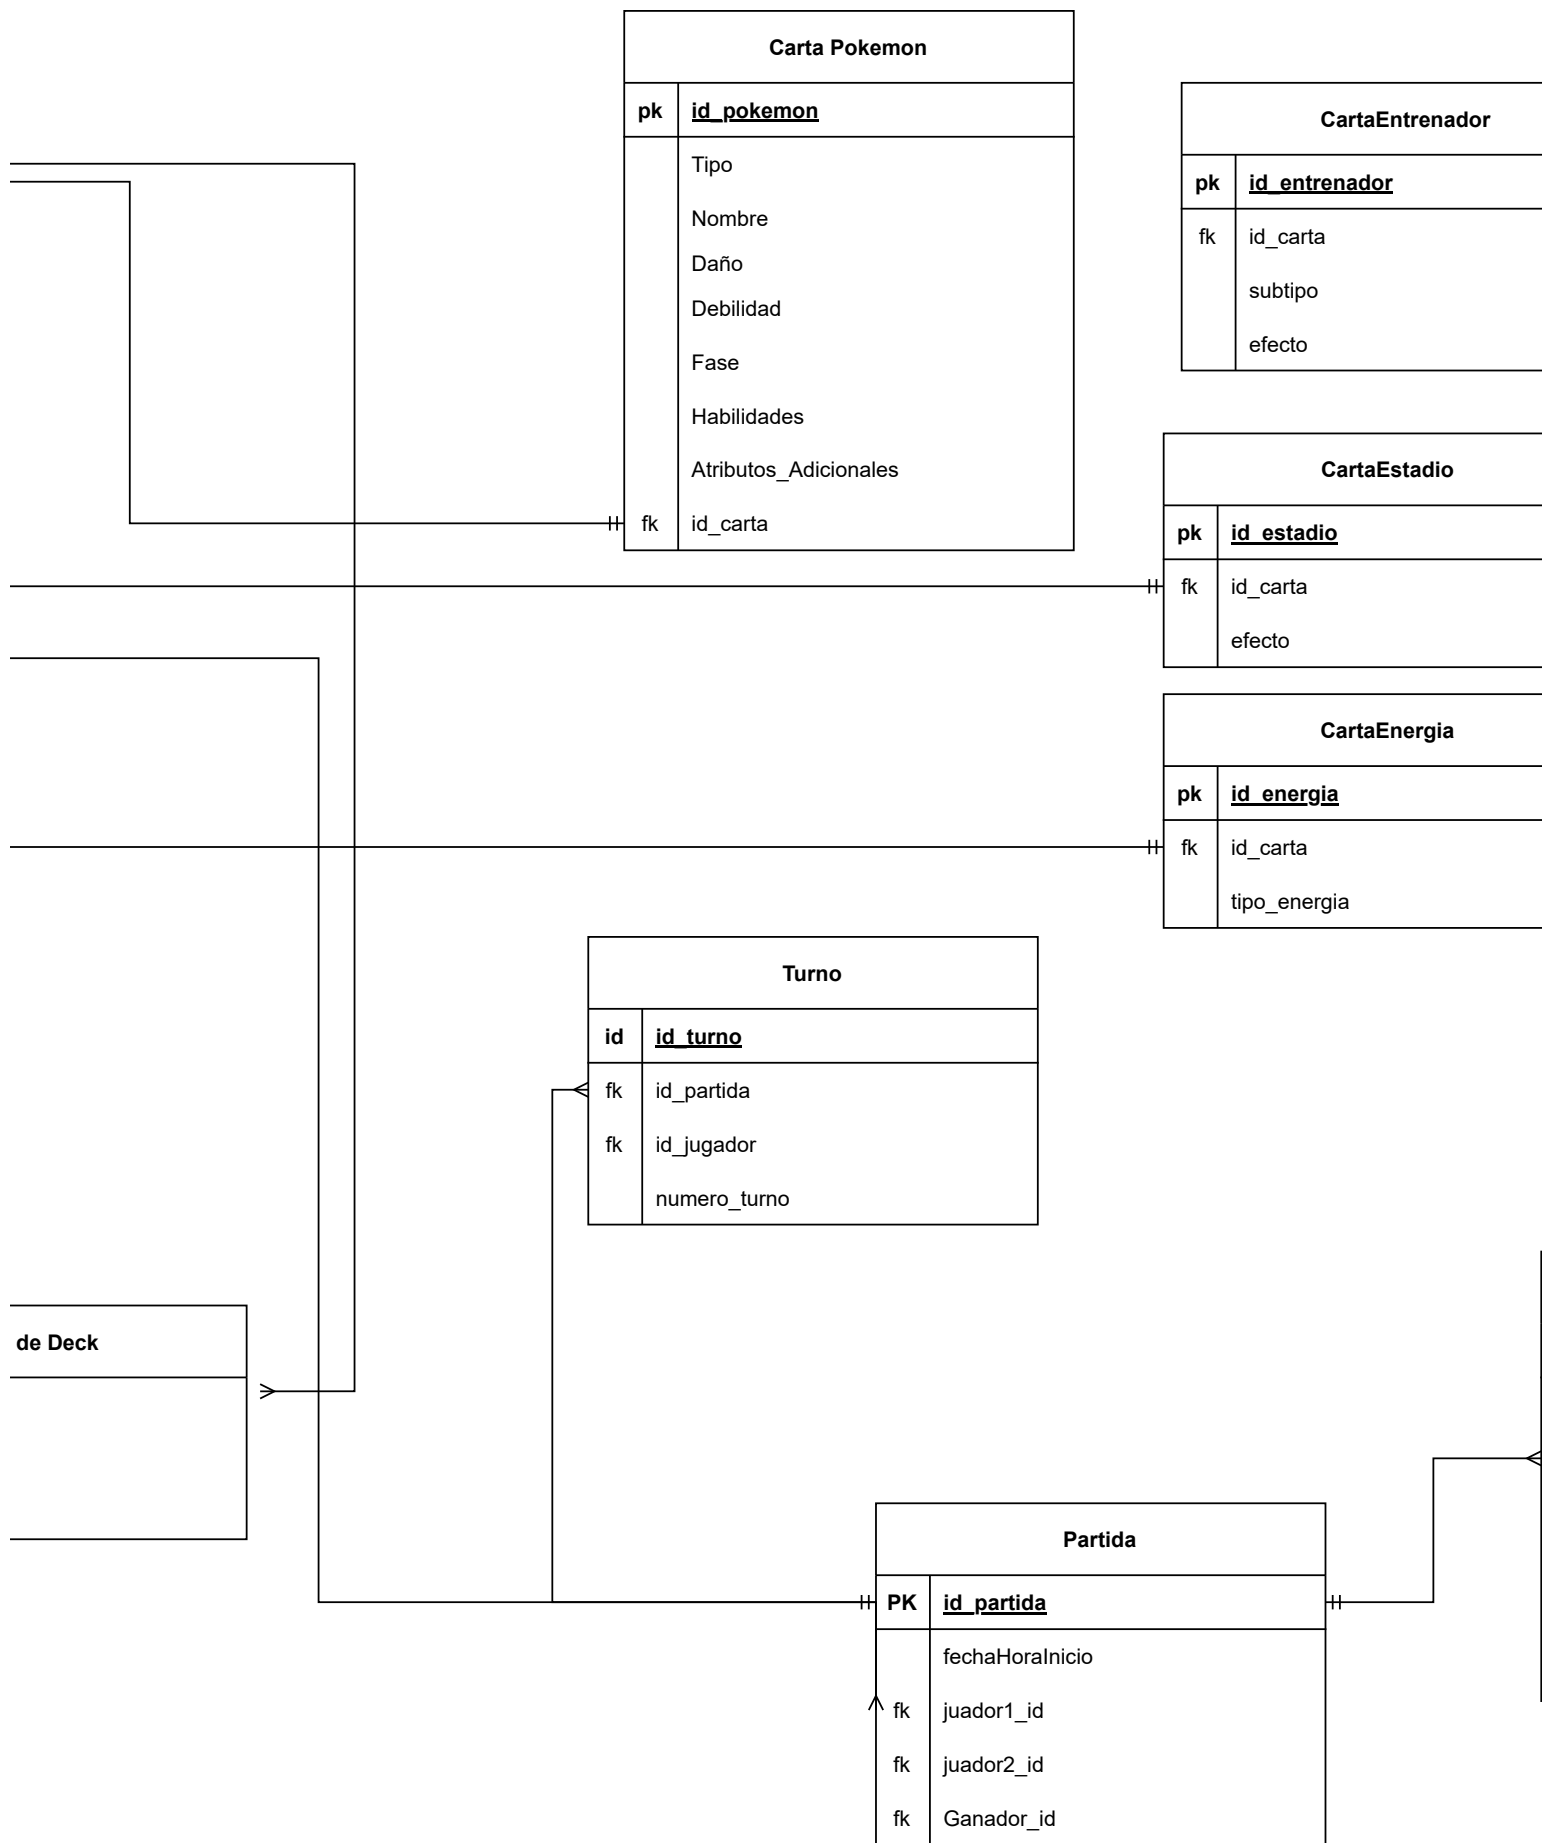 Carta Pokemon
pk id_pokemon
Tipo
Nombre
Daño
Debilidad
Fase
Habilidades
Atributos_Adicionales
fk id_carta
CartaEntrenador
pk id_entrenador
fk id_carta
subtipo
efecto
CartaEstadio
pk id_estadio
fk id_carta
efecto
CartaEnergia
pk id_energia
fk id_carta
tipo_energia
Turno
id id_turno
fk id_partida
fk id_jugador
numero_turno
de Deck
Partida
PK id_partida
fechaHoraInicio
fk juador1_id
fk juador2_id
fk Ganador_id